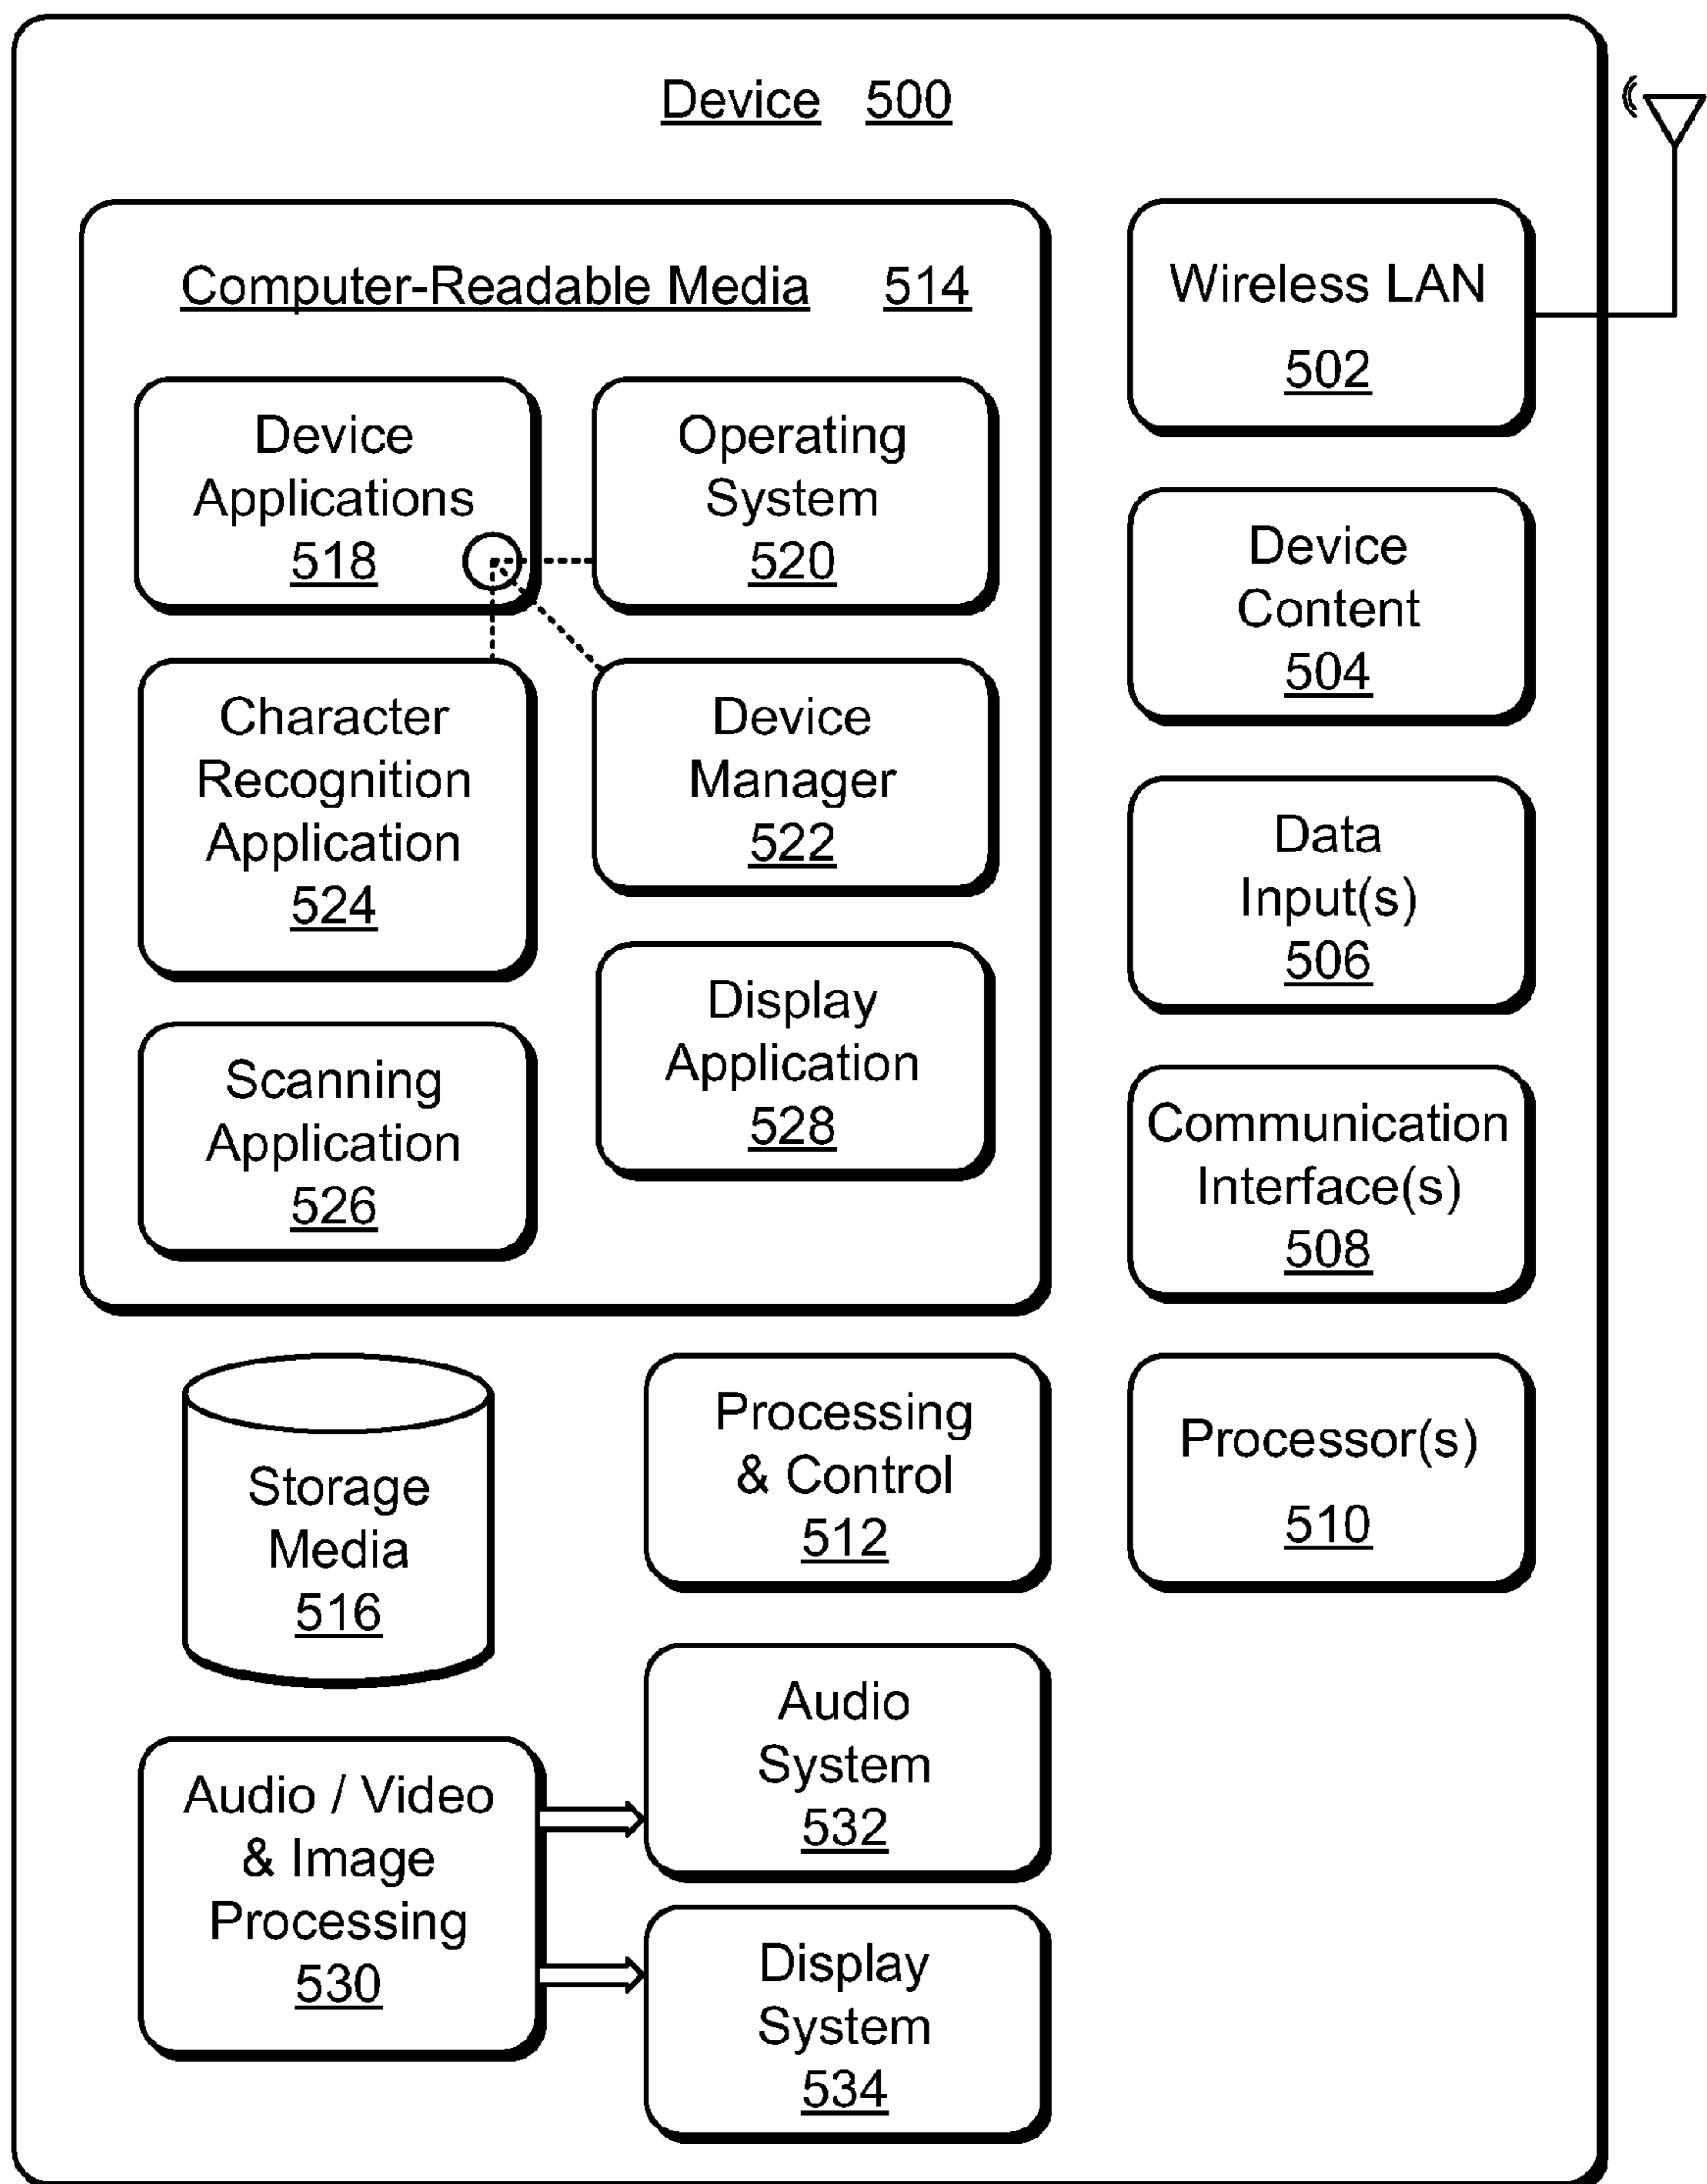 Device 500
Computer-Readable Media 514
Device
Applications
518
Operating
System
520
Character
Recognition
Application
524
Device
Manager
522
Scanning
Application
526
Display
Application
528
Wireless LAN
502
Device
Content
504
Data
Input(s)
506
Communication
Interface(s)
508
Processor(s)
510
Storage
Media
516
Processing
& Control
512
Audio / Video
& Image
Processing
530
Audio
System
532
Display
System
534